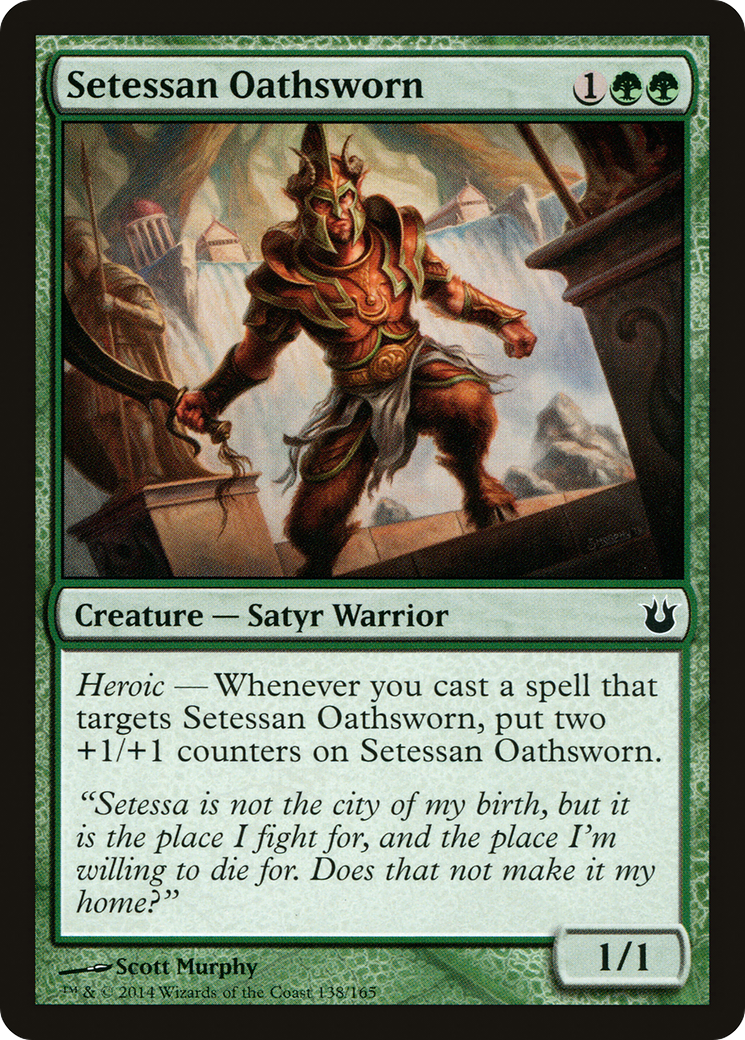 Setessan Oathsworn 1
Creature — Satyr Warrior
Heroic — Whenever you cast a spell that
targets Setessan Oathsworn, put two
+1/+1 counters on Setessan Oathsworn.
“Setessa is not the city of my birth, but it
is the place I fight for, and the place I’m
willing to die for. Does that not make it my
home?”
1/1
Scott Murphy
™ & © 2014 Wizards of the Coast 138/165